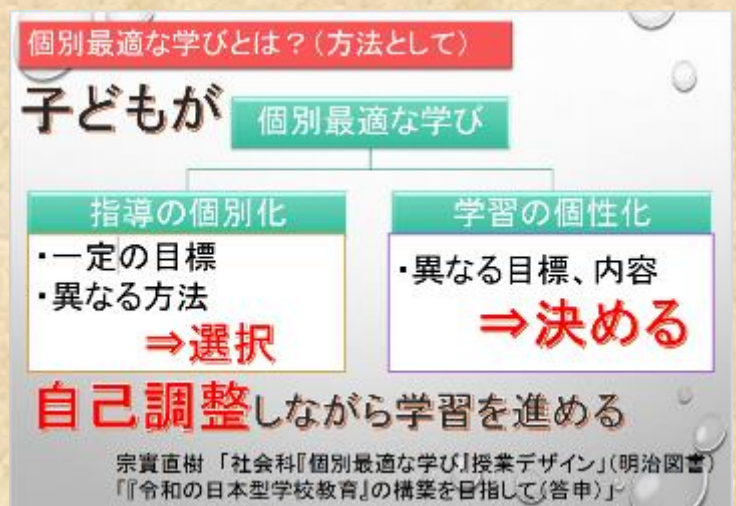 個別最適な学びとは？(方法として)
子どもが
個別最適な学び
指導の個別化
・一定の目標
・異なる方法
⇒選択
学習の個性化
・異なる目標、内容
⇒決める
自己調整しながら学習を進める
宗實直樹 「社会科『個別最適な学び』授業デザイン」(明治図書)
「『令和の日本型学校教育』の構築を目指して(答申)」